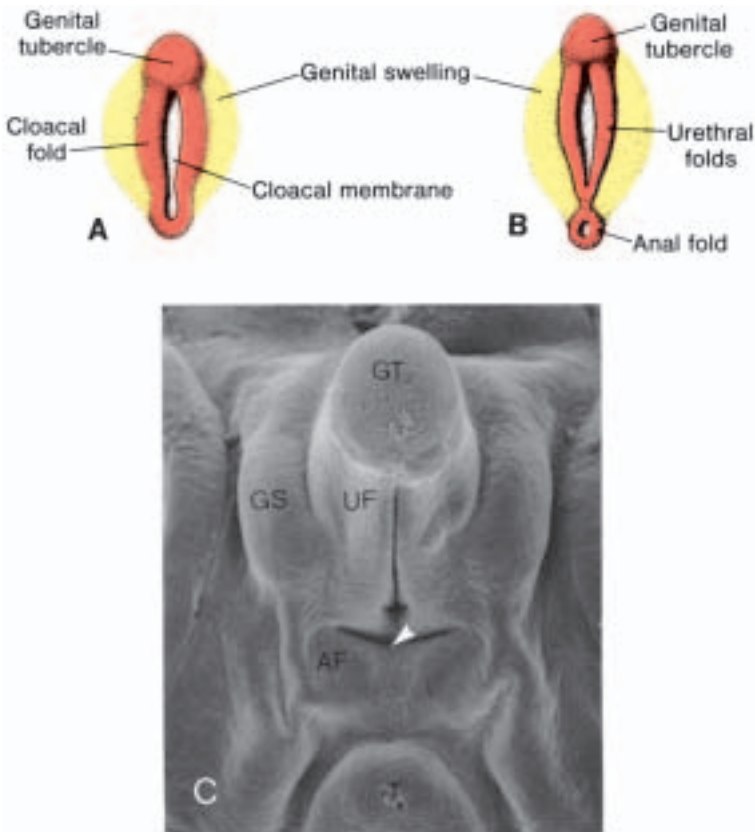 Genital
tubercle
Genital swelling
Genital
tubercle
Cloacal
fold
Urethral
folds
Cloacal membrane
A
B
Anal fold
GT
GS
UF
AF
T
C